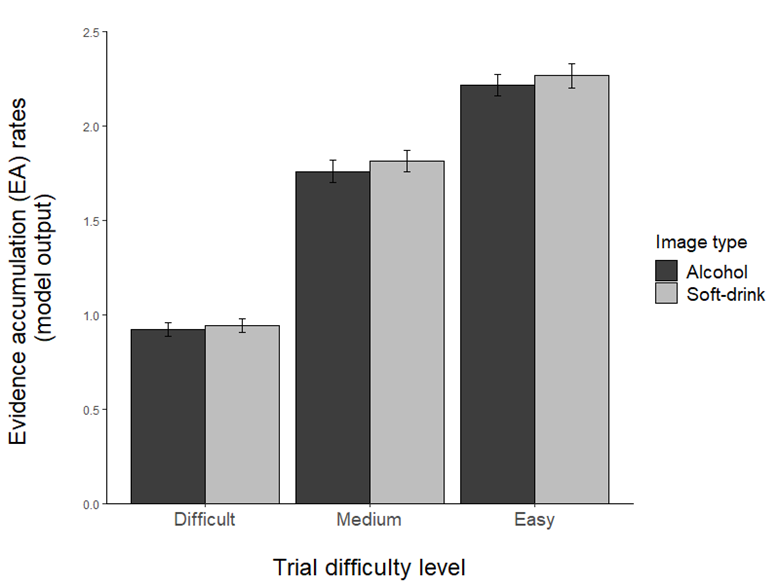 2.5
2.0
1.5
1.0
0.5
0.0
Evidence accumulation (EA) rates
(model output)
Difficult
Medium
Easy
Trial difficulty level
Image type
Alcohol
Soft-drink